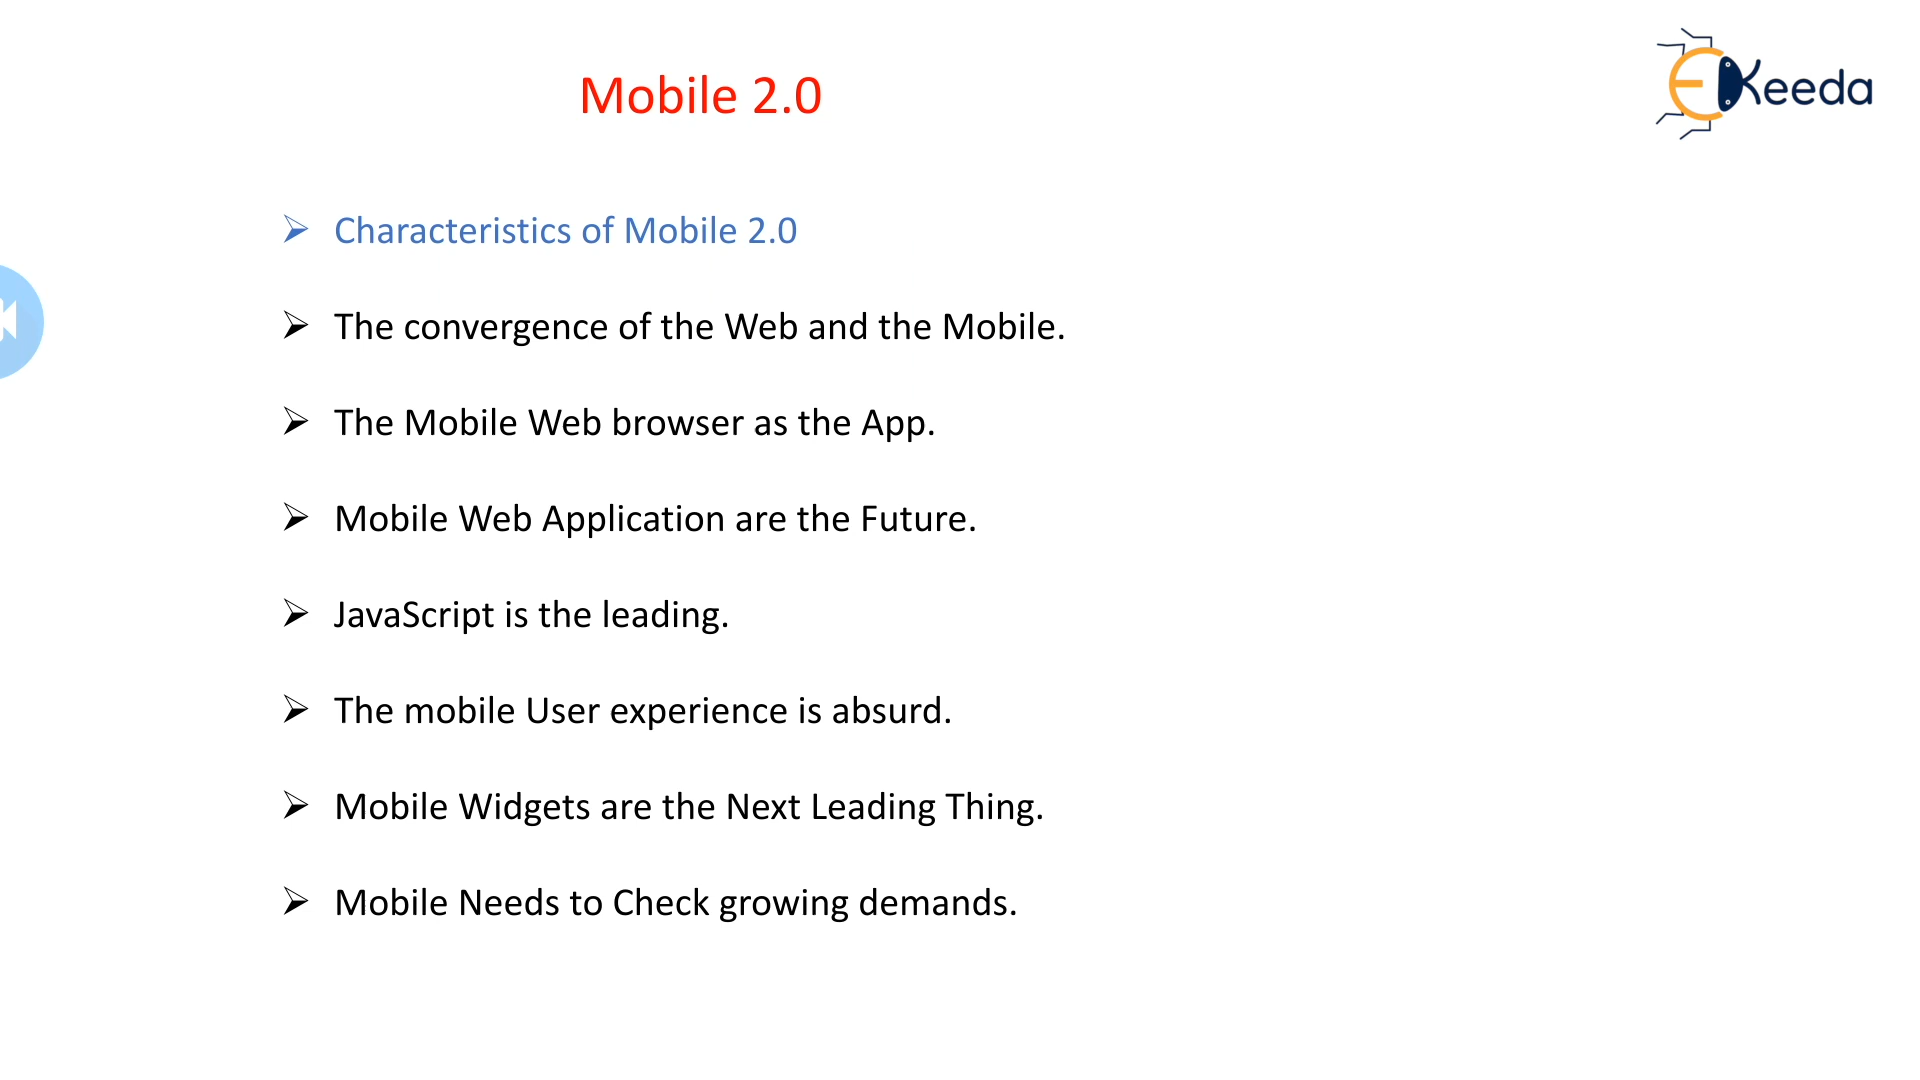 Mobile 2.0
EKeeda
Characteristics of Mobile 2.0
The convergence of the Web and the Mobile.
The Mobile Web browser as the App.
Mobile Web Application are the Future.
JavaScript is the leading.
The mobile User experience is absurd.
Mobile Widgets are the Next Leading Thing.
Mobile Needs to Check growing demands.